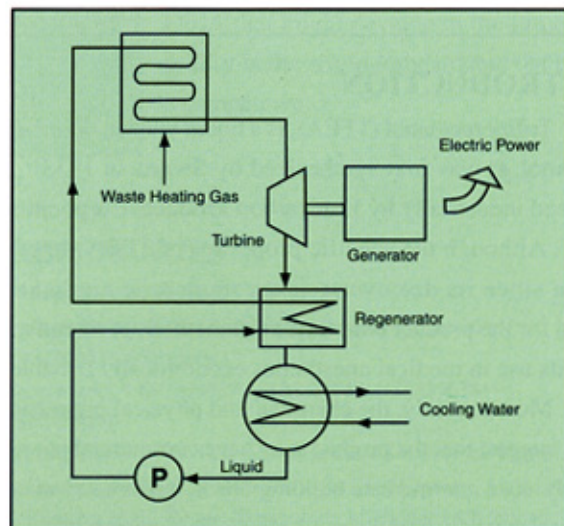 Electric Power
Waste Heating Gas
Turbine
Generator
Regenerator
Cooling Water
Liquid
P